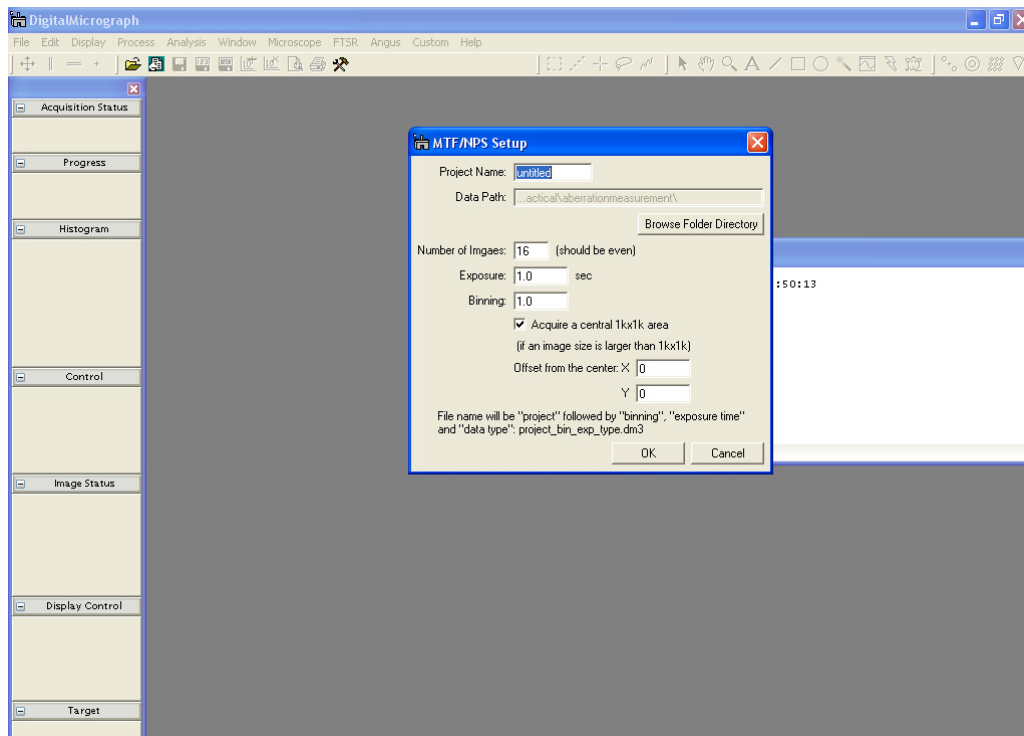 DigitalMicrograph
File Edit Display Process Analysis Window Microscope FTSR Angus Custom Help
Acquisition Status
Progress
Histogram
Control
Image Status
Display Control
Target
MTF/NPS Setup
Project Name: untitled
Data Path: ...actical\aberrationmeasurement\
Browse Folder Directory
Number of Imgaes: 16 (should be even)
Exposure: 1.0 sec
Binning: 1.0
Acquire a central 1kx1k area
(if an image size is larger than 1kx1k)
Offset from the center: X 0
Y 0
File name will be "project" followed by "binning", "exposure time"
and "data type": project_bin_exp_type.dm3
OK Cancel
:50:13